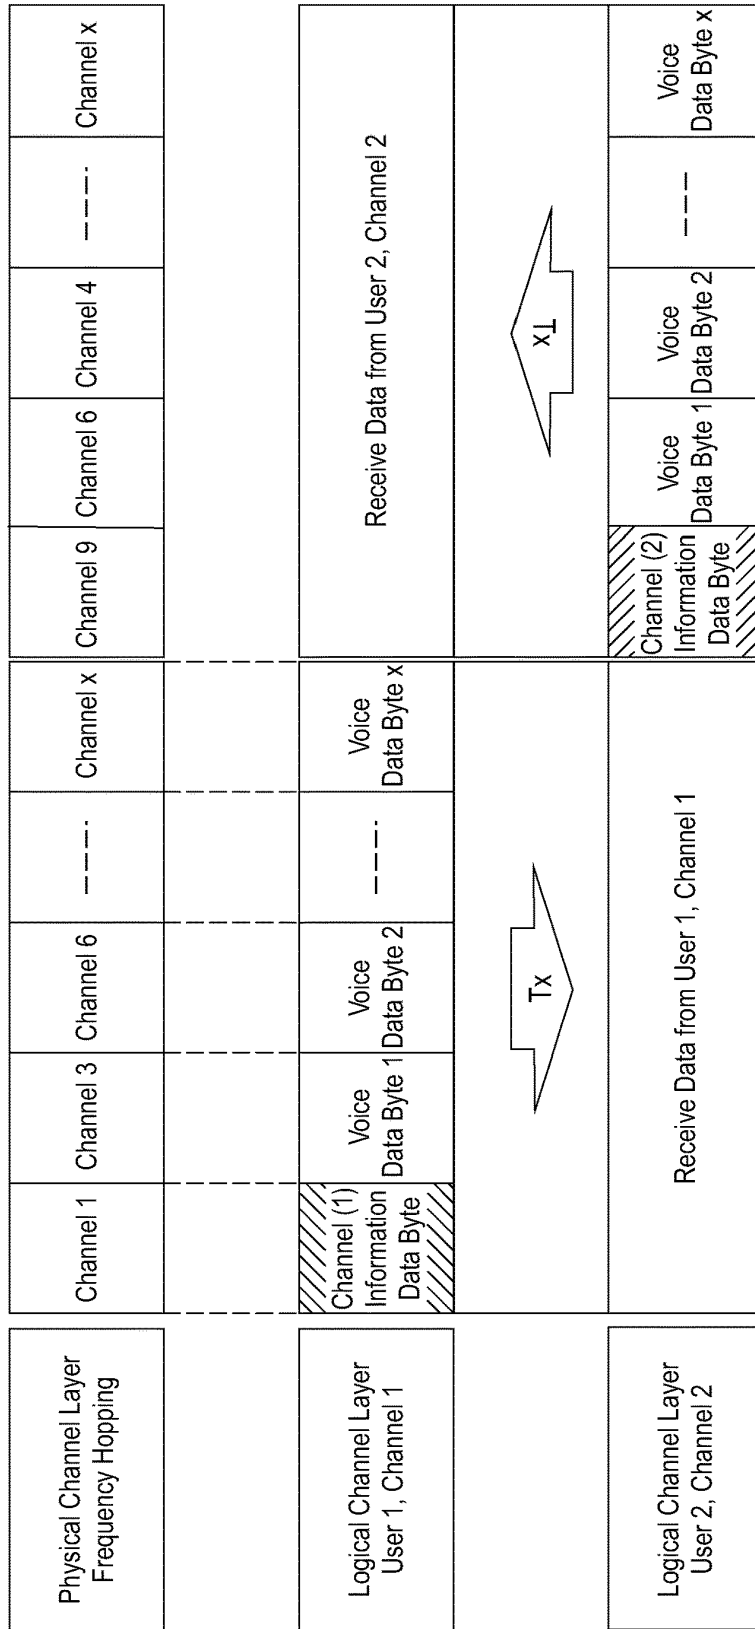 Physical Channel Layer
Frequency Hopping
Channel 1
Channel 3
Channel 6
Channel x
Channel 9
Channel 6
Channel 4
Channel x
Logical Channel Layer
User 1, Channel 1
Channel (1)
Information
Data Byte
Voice
Data Byte 1
Voice
Data Byte 2
Voice
Data Byte x
Receive Data from User 2, Channel 2
Tx
Tx
Logical Channel Layer
User 2, Channel 2
Receive Data from User 1, Channel 1
Channel (2)
Information
Data Byte
Voice
Data Byte 1
Voice
Data Byte 2
Voice
Data Byte x